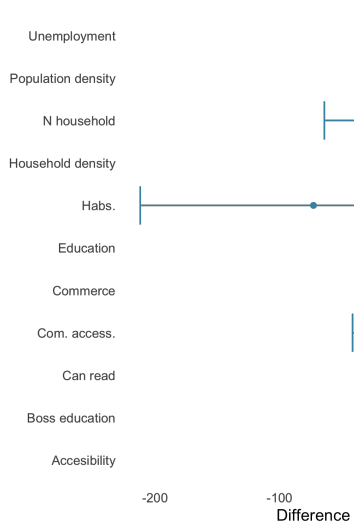 Unemployment
Population density
N household
Household density
Habs.
Education
Commerce
Com. access.
Can read
Boss education
Accesibility
-200 -100
Difference